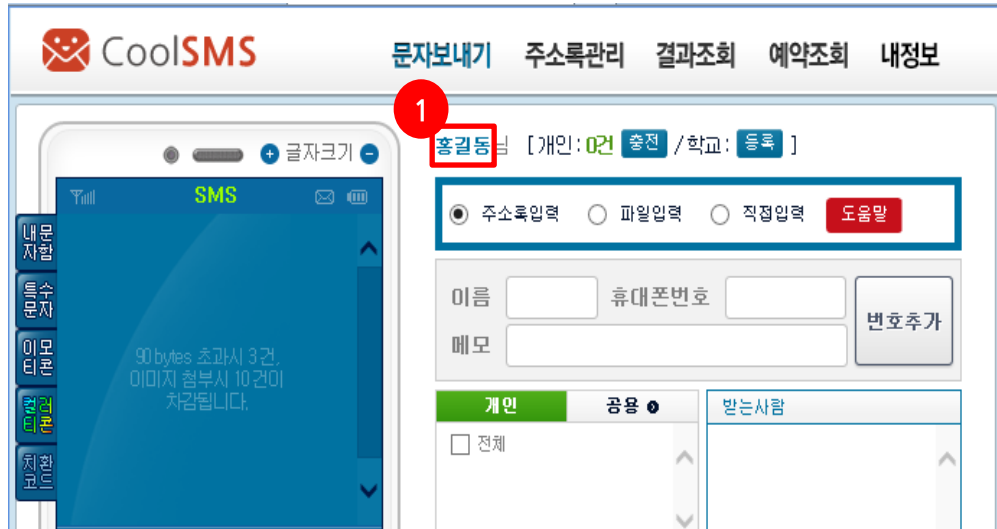 CoolSMS 문자보내기 주소록관리 결과조회 예약조회 내정보
1
홍길동님 [개인:0건 충전 /학교: 등록 ]
글자크기
SMS
주소록입력 파일입력 직접입력 도움말
내문
자함
특수
문자
이모
티콘
컬러
티콘
치환
코드
90 bytes 초과시 3건,
이미지 첨부시 10건이
차감됩니다.
이름 휴대폰번호
메모
번호추가
개인 공용 받는사람
전체